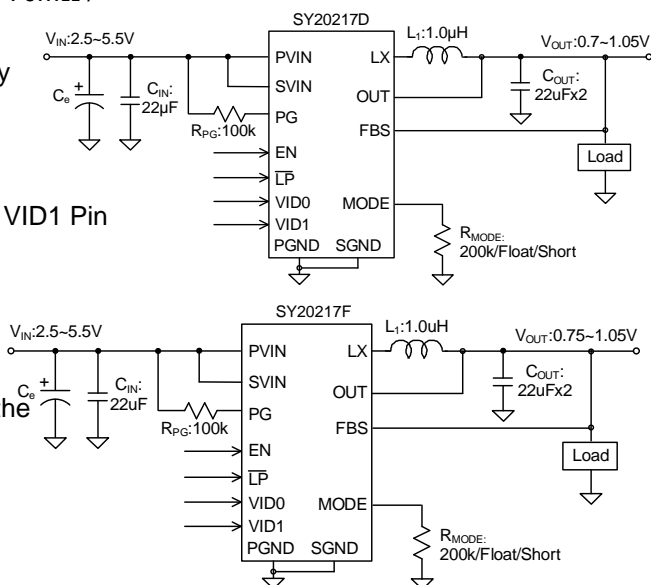 SY20217D
L1:1.0µH
VIN:2.5~5.5V
VOUT:0.7~1.05V
PVIN
LX
SVIN
OUT
Ce
+
CIN:
22µF
COUT:
22uFx2
PG
RPG:100k
FBS
EN
Load
LP
VID0
MODE
VID1
RMODE:
200k/Float/Short
PGND SGND
y
VID1 Pin
SY20217F
L1:1.0uH
VIN:2.5~5.5V
VOUT:0.75~1.05V
PVIN
LX
SVIN
OUT
Ce
+
CIN:
22uF
COUT:
22uFx2
PG
RPG:100k
FBS
the
EN
Load
LP
VID0
MODE
VID1
RMODE:
200k/Float/Short
PGND SGND